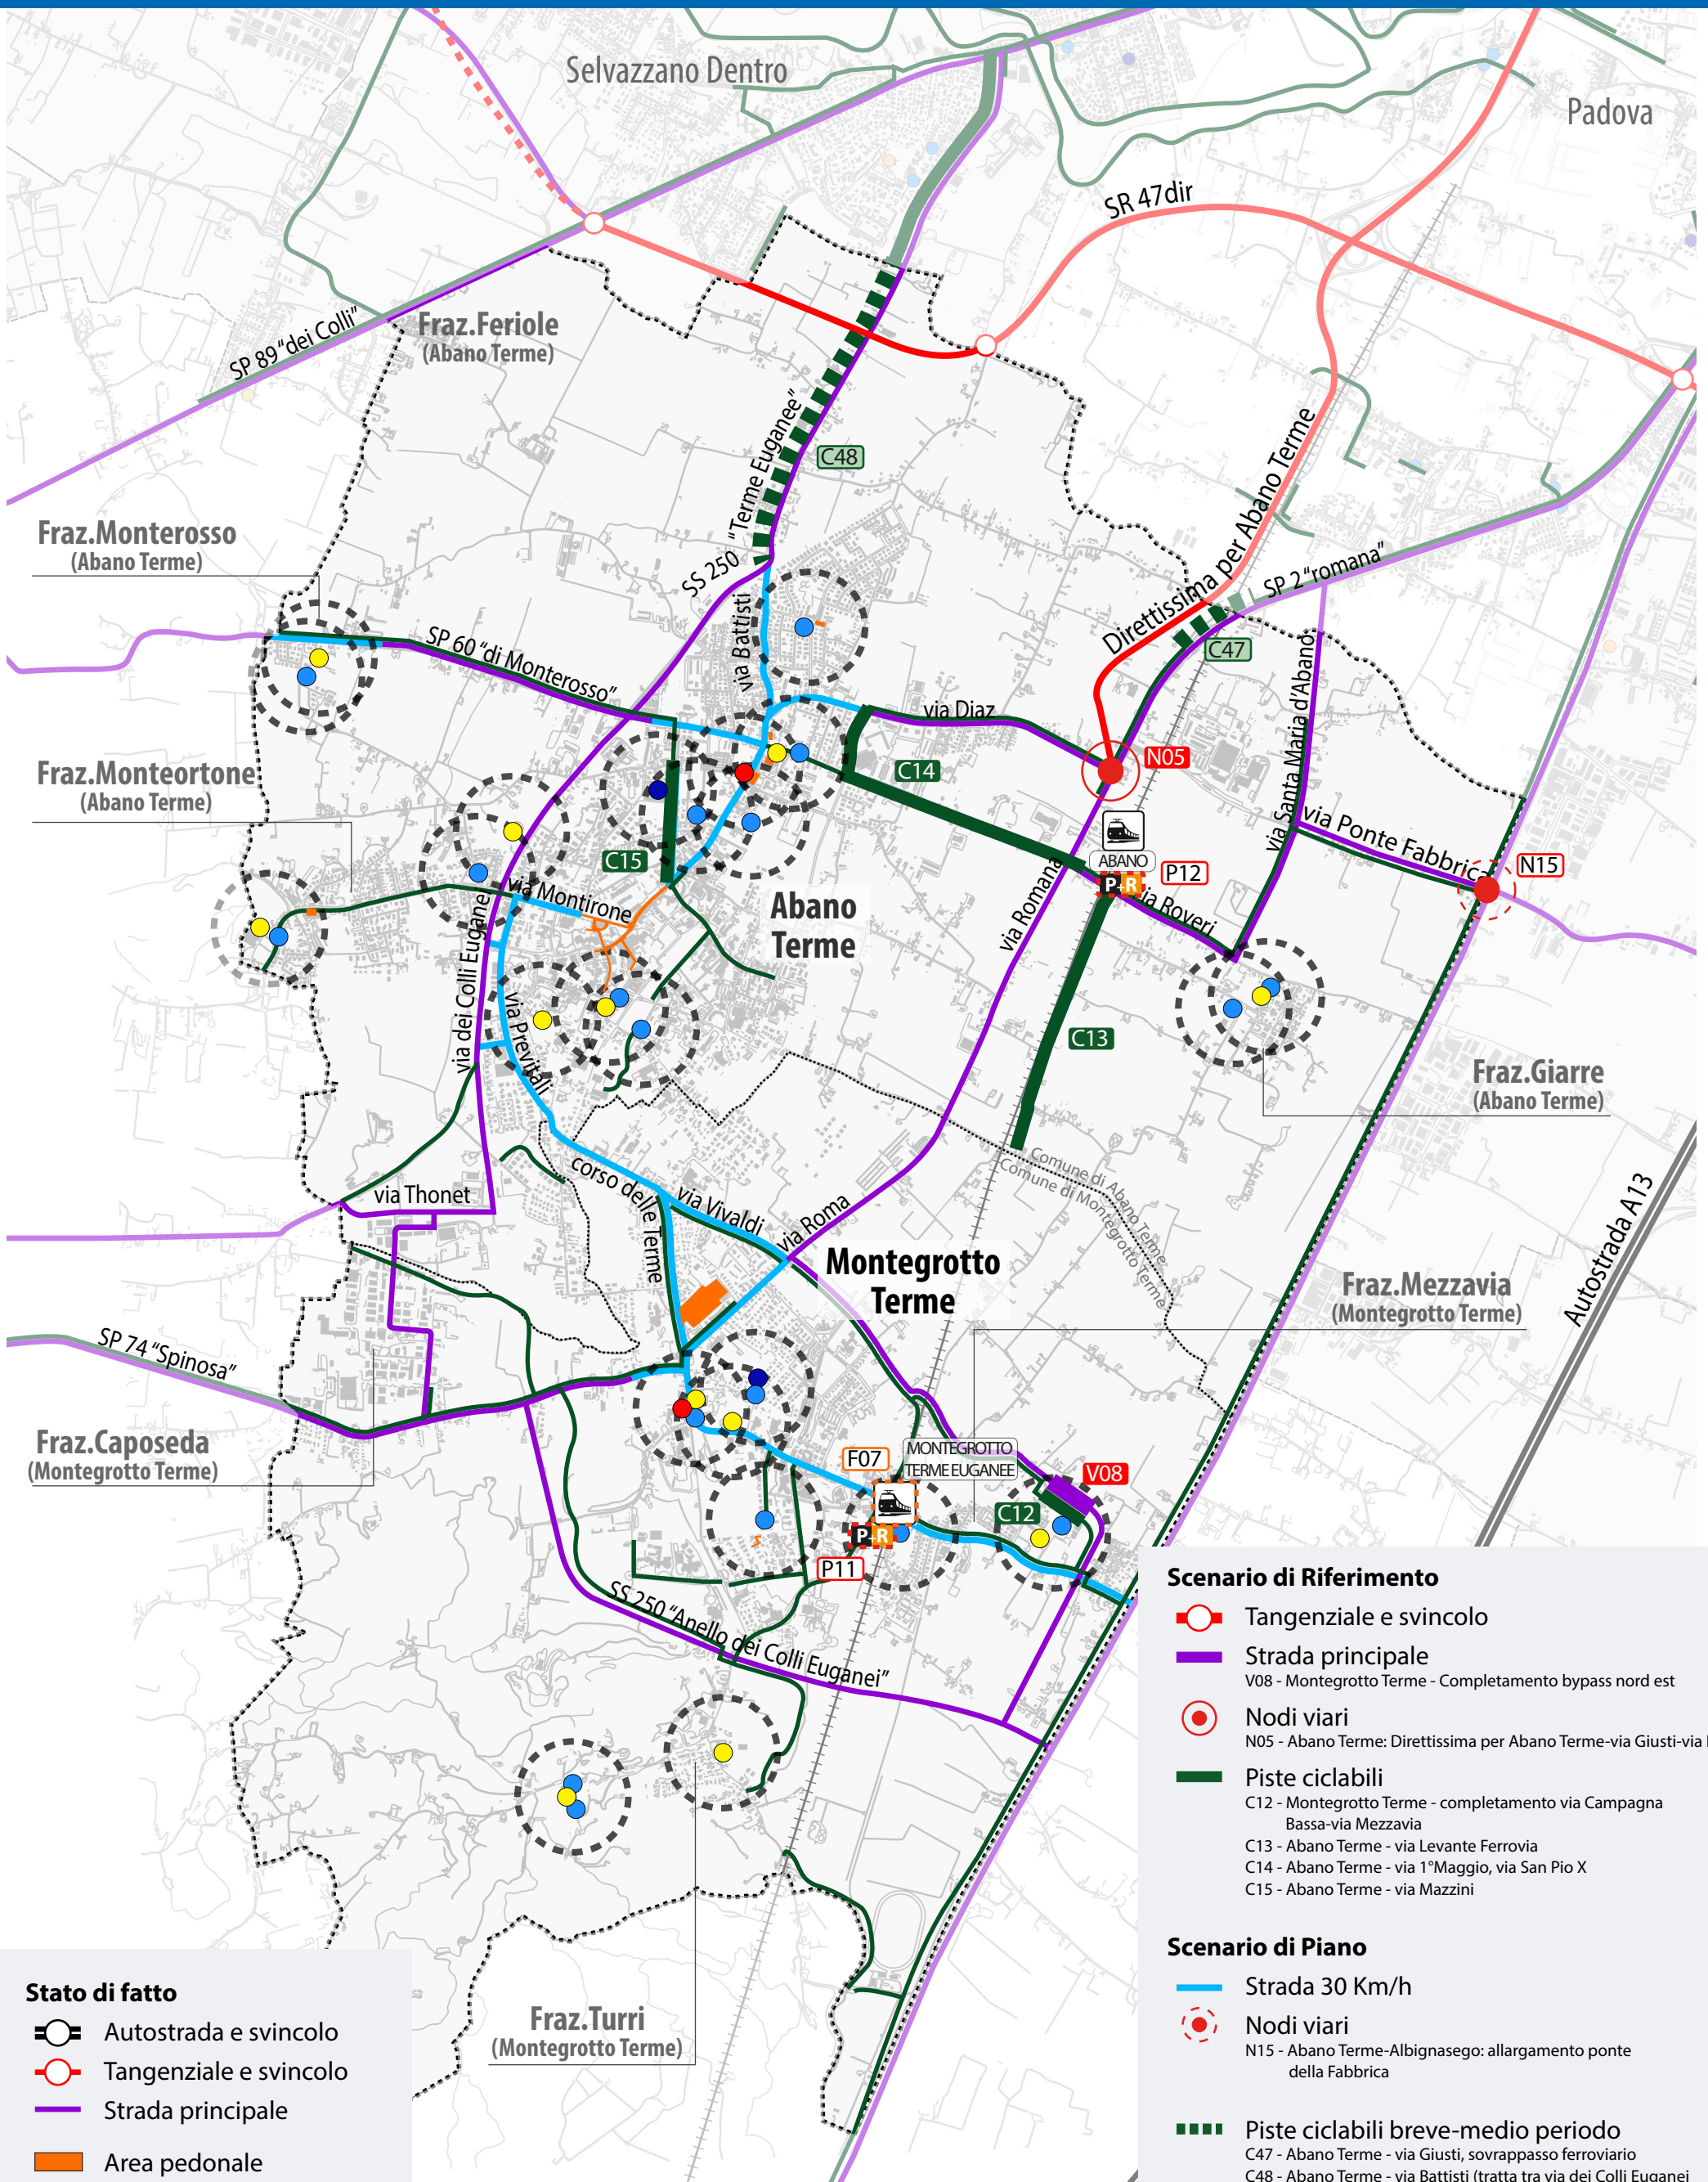 Selvazzano Dentro
Padova
SR 47dir
SP 89 “dei Colli”
Fraz.Feriole
(Abano Terme)
“Terme Euganee”
C48
Direttissima per Abano Terme
Fraz.Monterosso
(Abano Terme)
SS 250
SP 2 “romana”
via Battisti
C47
SP 60 “di Monterosso”
via Santa Maria d'Abano
via Diaz
N05
Fraz.Monteortone
(Abano Terme)
C14
via Ponte Fabbrica
C15
ABANO
P+R
P12
N15
via Montirone
via Roveri
Abano
Terme
via Romana
via dei Colli Euganei
via Previtali
C13
Fraz.Giarre
(Abano Terme)
Comune di Abano Terme
Comune di Montegrotto Terme
corso delle Terme
via Thonet
via Vivaldi
via Roma
Autostrada A13
Montegrotto
Terme
Fraz.Mezzavia
(Montegrotto Terme)
SP 74 “Spinosa”
Fraz.Caposeda
(Montegrotto Terme)
MONTEGROTTO
TERME EUGANEE
F07
V08
C12
P+R
P11
SS 250 “Anello dei Colli Euganei”
Fraz.Turri
(Montegrotto Terme)
Stato di fatto
Autostrada e svincolo
Tangenziale e svincolo
Strada principale
Area pedonale
Scenario di Riferimento
Tangenziale e svincolo
Strada principale
V08 - Montegrotto Terme - Completamento bypass nord est
Nodi viari
N05 - Abano Terme: Direttissima per Abano Terme-via Giusti-via
Piste ciclabili
C12 - Montegrotto Terme - completamento via Campagna
Bassa-via Mezzavia
C13 - Abano Terme - via Levante Ferrovia
C14 - Abano Terme - via 1°Maggio, via San Pio X
C15 - Abano Terme - via Mazzini
Scenario di Piano
Strada 30 Km/h
Nodi viari
N15 - Abano Terme-Albignasego: allargamento ponte
della Fabbrica
Piste ciclabili breve-medio periodo
C47 - Abano Terme - via Giusti, sovrappasso ferroviario
C48 - Abano Terme - via Battisti (tratta tra via dei Colli Euganei